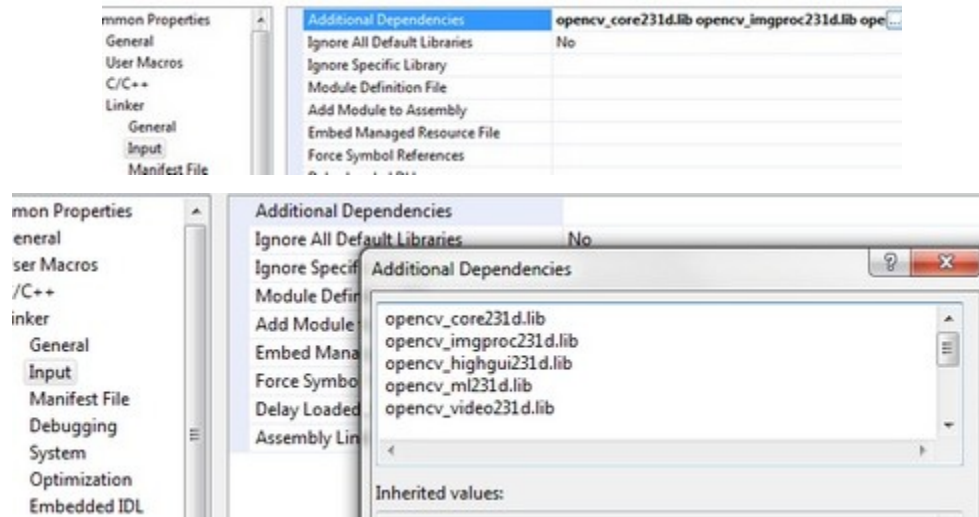 mmon Properties
Additional Dependencies opencv_core231d.lib opencv_imgproc231d.lib ope...
General
Ignore All Default Libraries No
User Macros
Ignore Specific Library
C/C++
Module Definition File
Linker
Add Module to Assembly
General
Embed Managed Resource File
Input
Force Symbol References
Manifest File
mon Properties
Additional Dependencies
eneral
Ignore All Default Libraries No
ser Macros
Ignore Specif
Additional Dependencies
/C++
Module Defin
opencv_core231d.lib
inker
Add Module
opencv_imgproc231d.lib
General
Embed Mana
opencv_highgui231d.lib
Input
Force Symbo
opencv_ml231d.lib
Manifest File
Delay Loaded
opencv_video231d.lib
Debugging
Assembly Lin
System
Optimization
Inherited values:
Embedded IDL